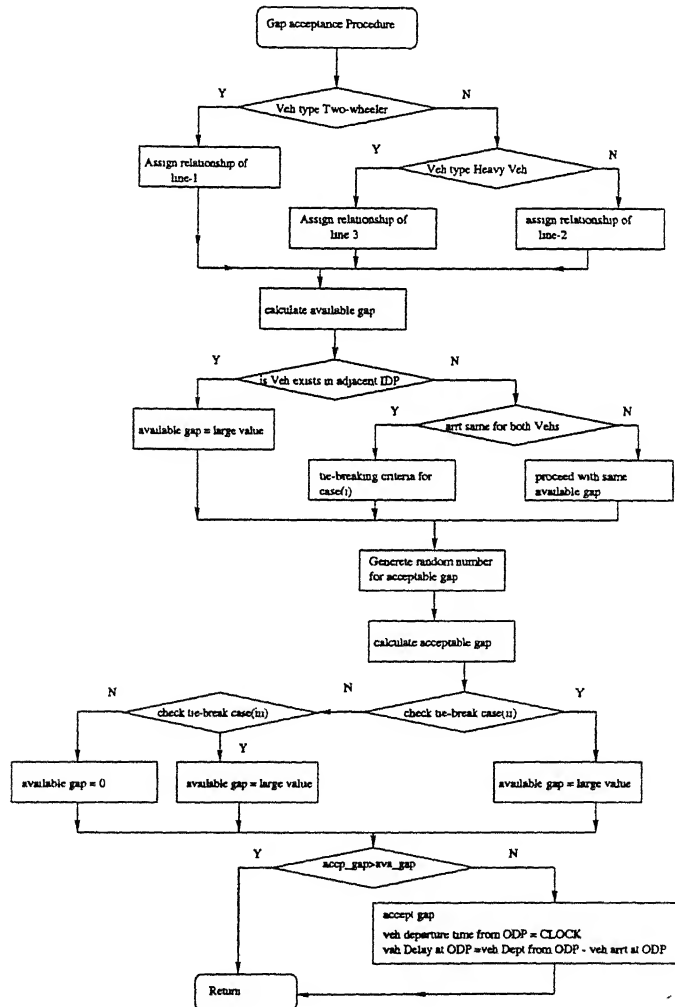 Gap acceptance Procedure
Y
N
Veh type Two-wheeler
Assign relationship of
line-1
Y
N
Veh type Heavy Veh
Assign relationship of
line 3
assign relationship of
line-2
calculate available gap
Y
N
is Veh exists in adjacent IDP
available gap = large value
Y
N
arrt same for both Vehs
tie-breaking criteria for
case(i)
proceed with same
available gap
Generete random number
for acceptable gap
calculate acceptable gap
N
N
Y
check tie-break case(iii)
check tie-break case(ii)
Y
available gap = 0
available gap = large value
available gap = large value
Y
N
accp_gap>ava_gap
accept gap
veh departure time from ODP = CLOCK
vah Delay at ODP =veh Dept from ODP - veh arrt at ODP
Return